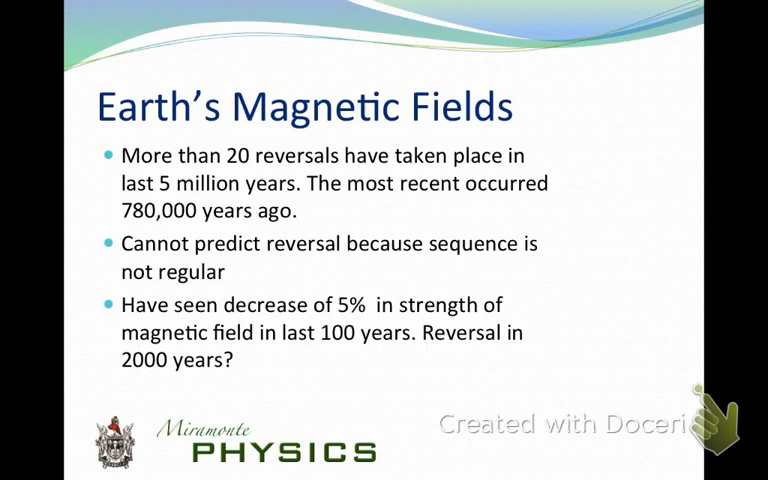 Earth's Magnetic Fields
More than 20 reversals have taken place in
last 5 million years. The most recent occurred
780,000 years ago.
Cannot predict reversal because sequence is
not regular
Have seen decrease of 5% in strength of
magnetic field in last 100 years. Reversal in
2000 years?
Miramonte
PHYSICS
Created with Doceri